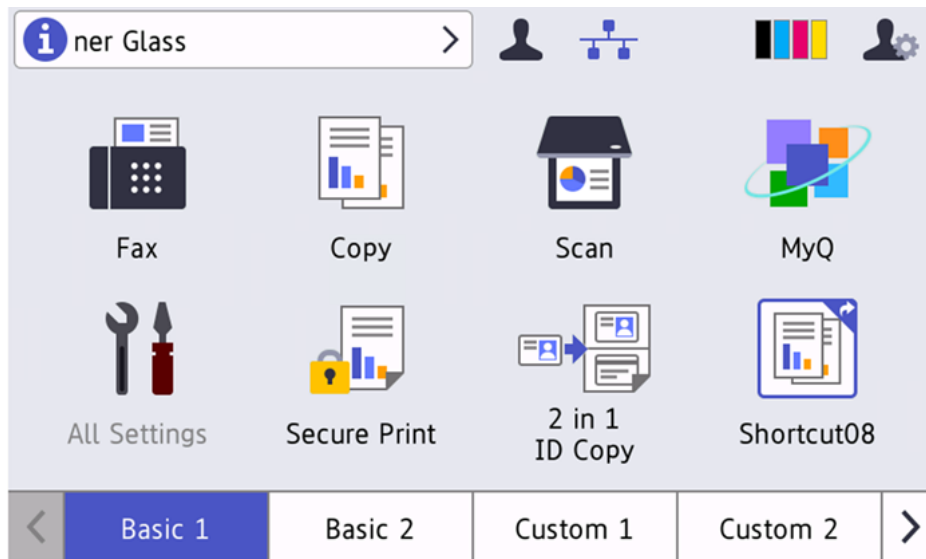 ner Glass
Fax
Copy
Scan
MyQ
All Settings
Secure Print
2 in 1
ID Copy
Shortcut08
Basic 1
Basic 2
Custom 1
Custom 2